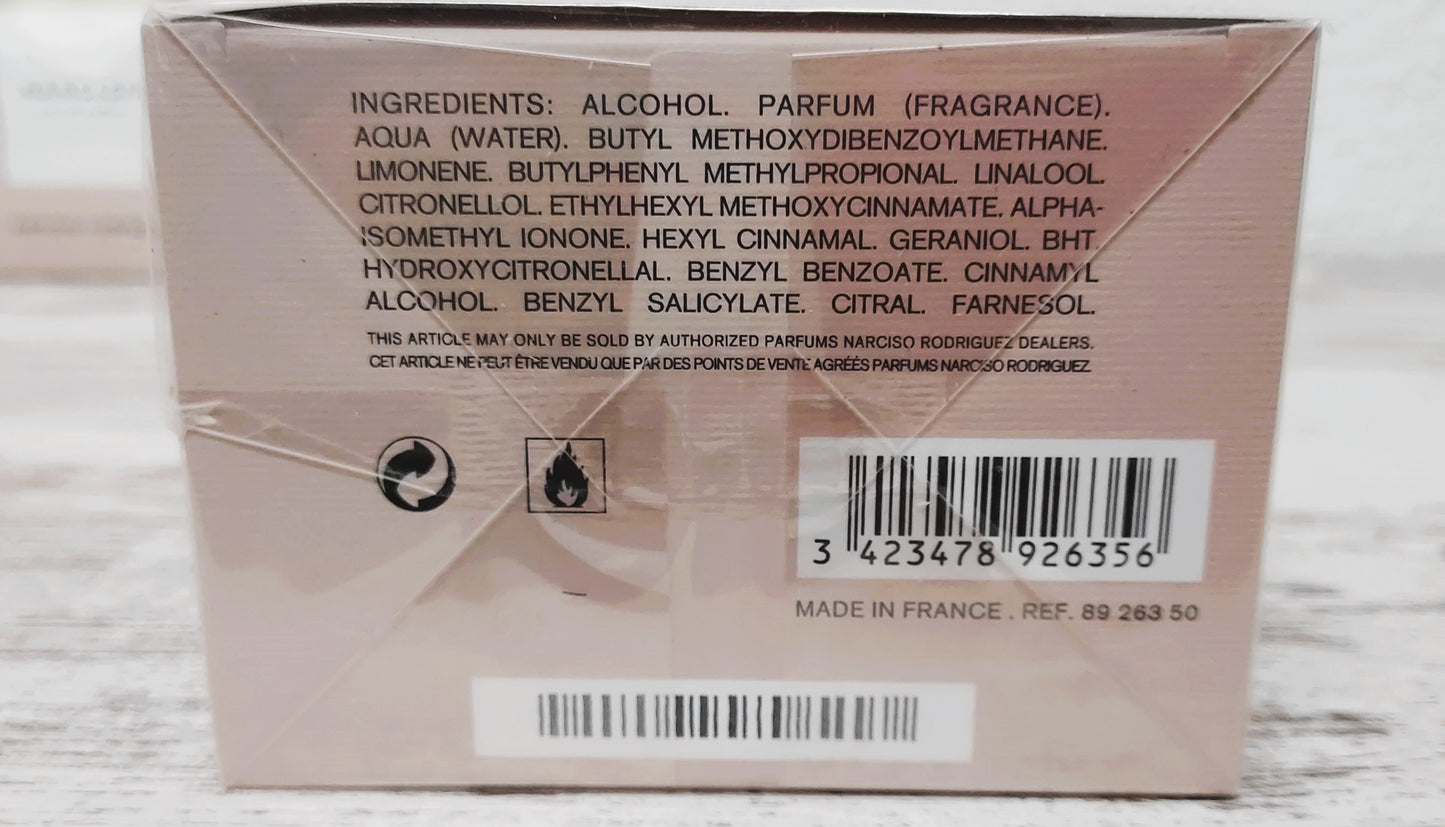 INGREDIENTS: ALCOHOL. PARFUM (FRAGRANCE).
AQUA (WATER). BUTYL METHOXYDIBENZOYLMETHANE.
LIMONENE. BUTYLPHENYL METHYLPROPIONAL. LINALOOL.
CITRONELLOL. ETHYLHEXYL METHOXYCINNAMATE. ALPHA-
ISOMETHYL IONONE. HEXYL CINNAMAL. GERANIOL. BHT.
HYDROXYCITRONELLAL. BENZYL BENZOATE. CINNAMYL
ALCOHOL. BENZYL SALICYLATE. CITRAL. FARNESOL.
THIS ARTICLE MAY ONLY BE SOLD BY AUTHORIZED PARFUMS NARCISO RODRIGUEZ DEALERS.
CET ARTICLE NE PEUT ÊTRE VENDU QUE PAR DES POINTS DE VENTE AGRÉÉS PARFUMS NARCISO RODRIGUEZ.
3 423478 926356
MADE IN FRANCE . REF. 89 263 50